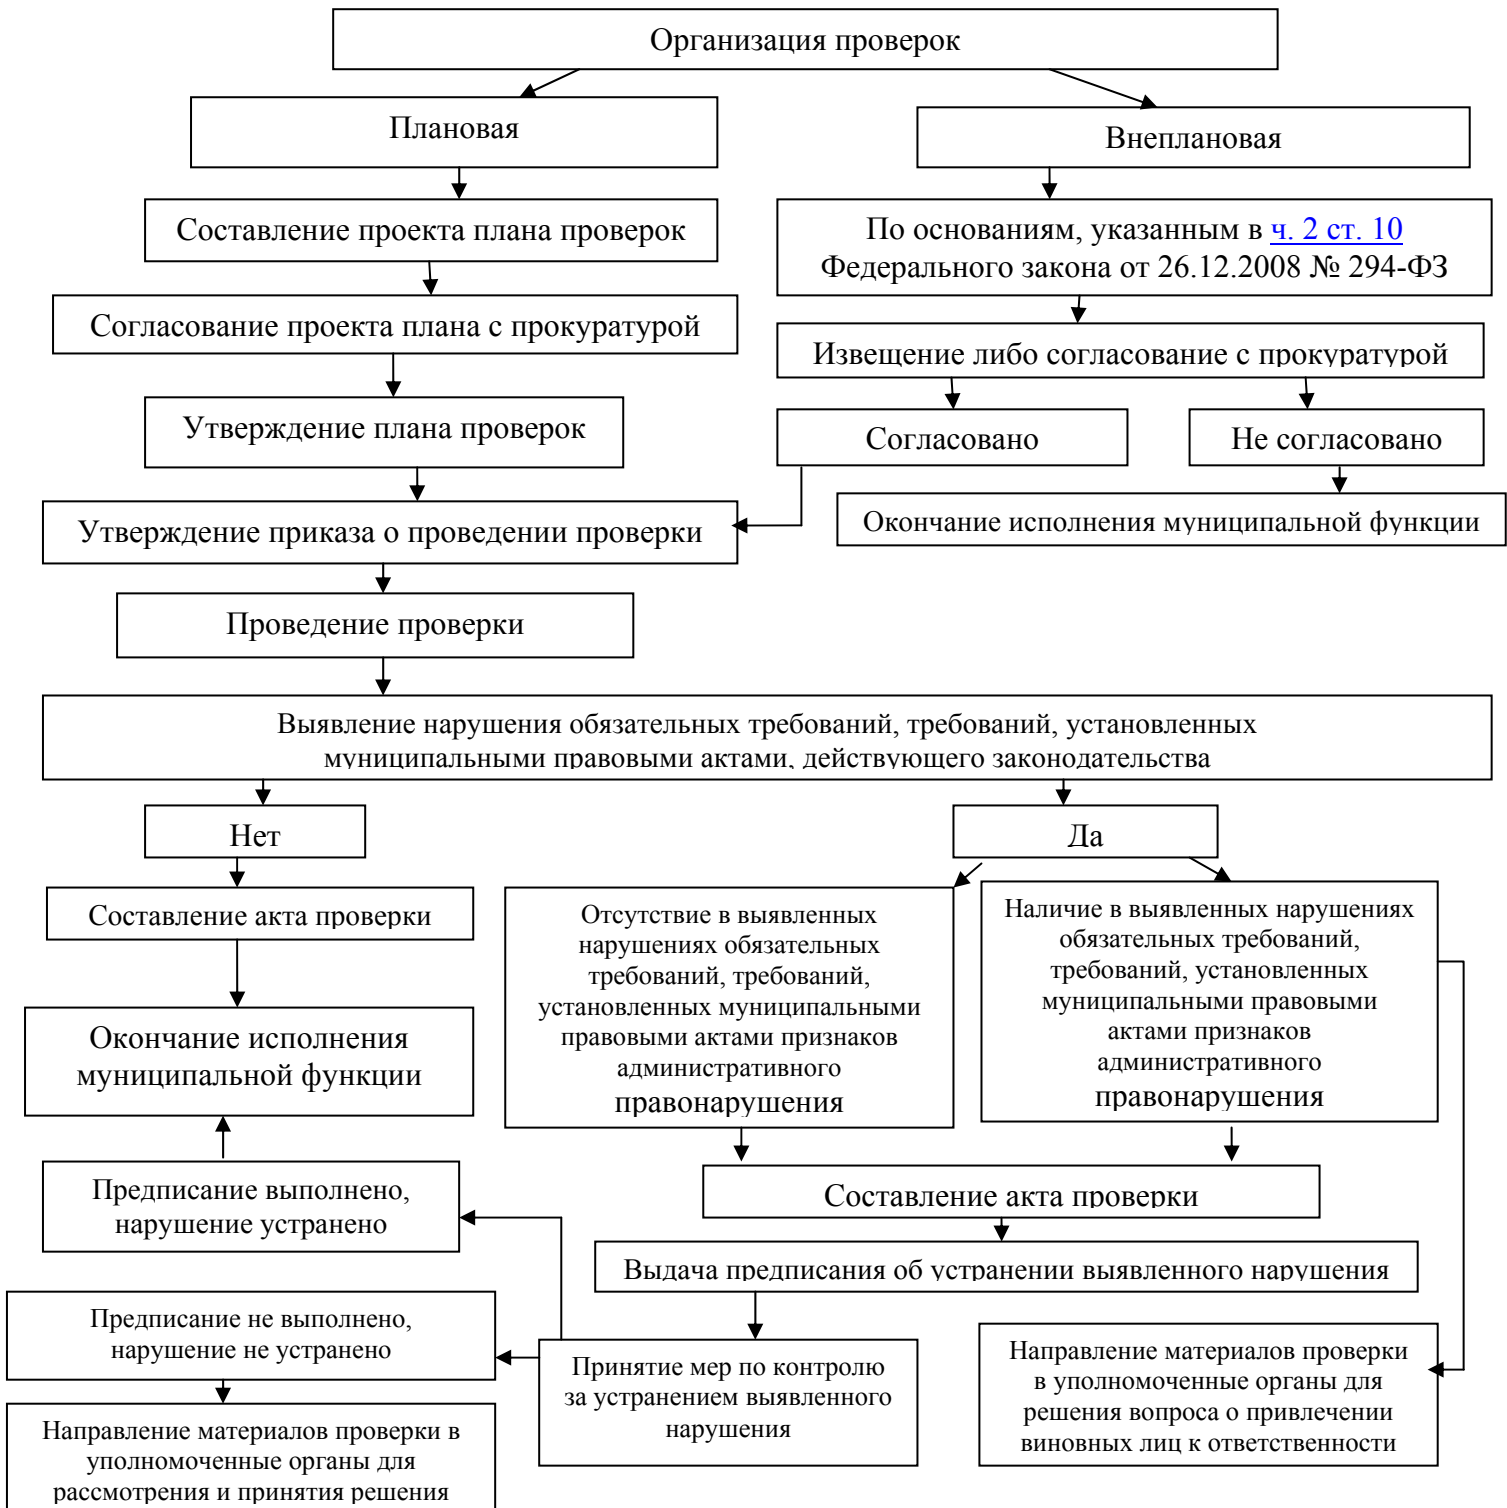 Организация проверок
Плановая
Внеплановая
Составление проекта плана проверок
По основаниям, указанным в ч. 2 ст. 10
Федерального закона от 26.12.2008 № 294-ФЗ
Согласование проекта плана с прокуратурой
Извещение либо согласование с прокуратурой
Утверждение плана проверок
Согласовано
Не согласовано
Утверждение приказа о проведении проверки
Окончание исполнения муниципальной функции
Проведение проверки
Выявление нарушения обязательных требований, требований, установленных
муниципальными правовыми актами, действующего законодательства
Нет
Да
Составление акта проверки
Отсутствие в выявленных
нарушениях обязательных
требований, требований,
установленных муниципальными
правовыми актами признаков
административного
правонарушения
Наличие в выявленных нарушениях
обязательных требований,
требований, установленных
муниципальными правовыми
актами признаков
административного
правонарушения
Окончание исполнения
муниципальной функции
Предписание выполнено,
нарушение устранено
Составление акта проверки
Выдача предписания об устранении выявленного нарушения
Предписание не выполнено,
нарушение не устранено
Принятие мер по контролю
за устранением выявленного
нарушения
Направление материалов проверки
в уполномоченные органы для
решения вопроса о привлечении
виновных лиц к ответственности
Направление материалов проверки в
уполномоченные органы для
рассмотрения и принятия решения